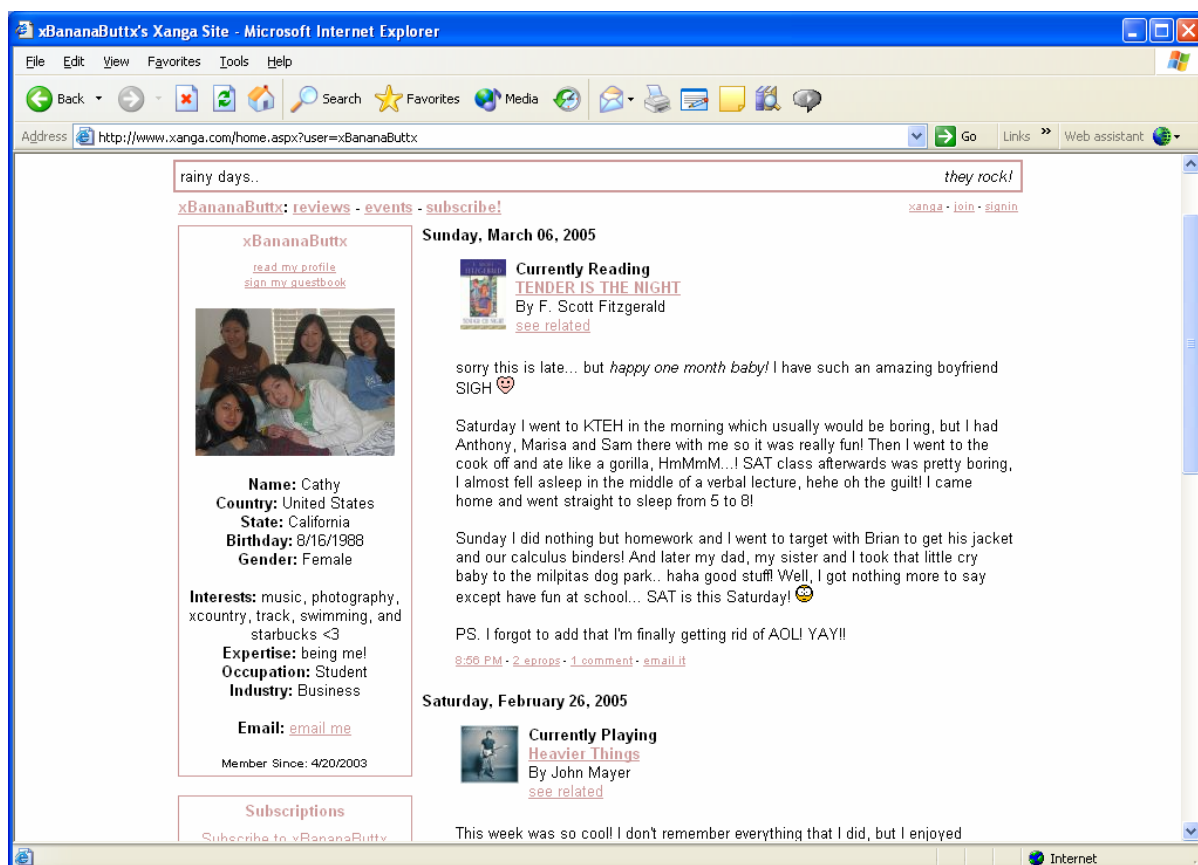 xBananaButtx's Xanga Site - Microsoft Internet Explorer
File Edit View Favorites Tools Help
Back Search Favorites Media
Address http://www.xanga.com/home.aspx?user=xBananaButtx Go Links » Web assistant
rainy days.. they rock!
xBananaButtx: reviews - events - subscribe! xanga - join - signin
xBananaButtx
read my profile
sign my guestbook
Name: Cathy
Country: United States
State: California
Birthday: 8/16/1988
Gender: Female
Interests: music, photography,
xcountry, track, swimming, and
starbucks <3
Expertise: being me!
Occupation: Student
Industry: Business
Email: email me
Member Since: 4/20/2003
Subscriptions
Subscribe to xBananaButtx
Sunday, March 06, 2005
FITZGERALD
TENDER IS THE NIGHT
Currently Reading
TENDER IS THE NIGHT
By F. Scott Fitzgerald
see related
sorry this is late... but happy one month baby! I have such an amazing boyfriend
SIGH
Saturday I went to KTEH in the morning which usually would be boring, but I had
Anthony, Marisa and Sam there with me so it was really fun! Then I went to the
cook off and ate like a gorilla, HmMmM...! SAT class afterwards was pretty boring,
I almost fell asleep in the middle of a verbal lecture, hehe oh the guilt! I came
home and went straight to sleep from 5 to 8!
Sunday I did nothing but homework and I went to target with Brian to get his jacket
and our calculus binders! And later my dad, my sister and I took that little cry
baby to the milpitas dog park.. haha good stuff! Well, I got nothing more to say
except have fun at school... SAT is this Saturday!
PS. I forgot to add that I'm finally getting rid of AOL! YAY!!
8:56 PM - 2 eprops - 1 comment - email it
Saturday, February 26, 2005
Currently Playing
Heavier Things
By John Mayer
see related
This week was so cool! I don't remember everything that I did, but I enjoyed
Internet